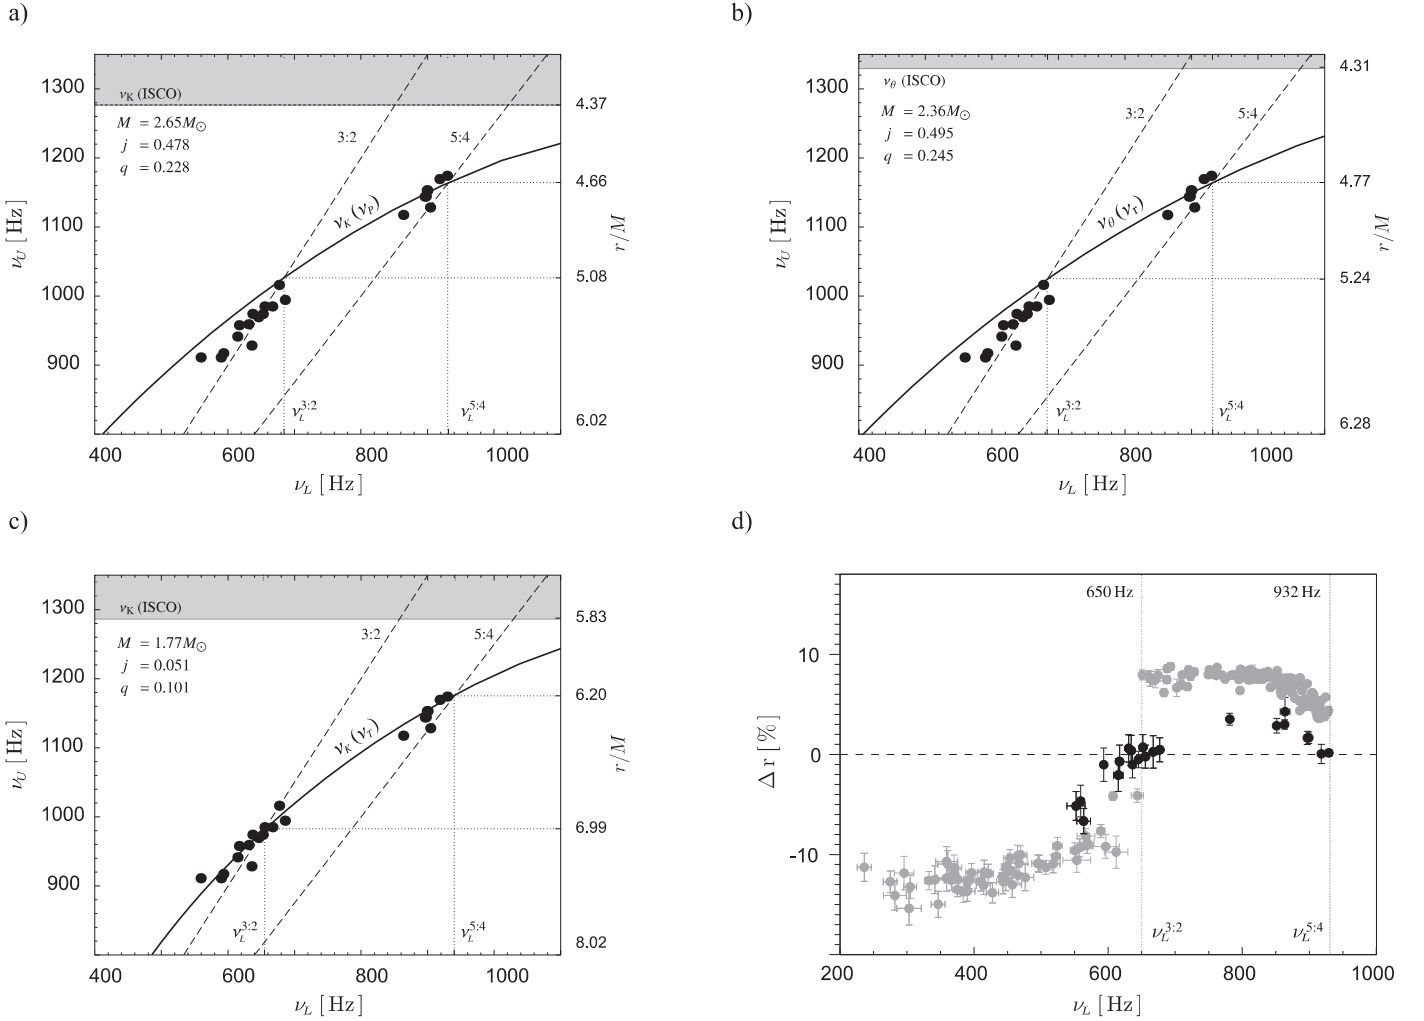 a)
ν_U [Hz]
1300
1200
1100
1000
900
400
600
800
1000
ν_L [Hz]
ν_K (ISCO)
M = 2.65M_⊙
j = 0.478
q = 0.228
3:2
5:4
ν_K (ν_P)
ν_L^{3:2}
ν_L^{5:4}
4.37
4.66
5.08
6.02
r/M
b)
ν_U [Hz]
1300
1200
1100
1000
900
400
600
800
1000
ν_L [Hz]
ν_θ (ISCO)
M = 2.36M_⊙
j = 0.495
q = 0.245
3:2
5:4
ν_θ (ν_r)
ν_L^{3:2}
ν_L^{5:4}
4.31
4.77
5.24
6.28
r/M
c)
ν_U [Hz]
1300
1200
1100
1000
900
400
600
800
1000
ν_L [Hz]
ν_K (ISCO)
M = 1.77M_⊙
j = 0.051
q = 0.101
3:2
5:4
ν_K (ν_T)
ν_L^{3:2}
ν_L^{5:4}
5.83
6.20
6.99
8.02
r/M
d)
Δ r [%]
10
0
-10
200
400
600
800
1000
ν_L [Hz]
650 Hz
932 Hz
ν_L^{3:2}
ν_L^{5:4}